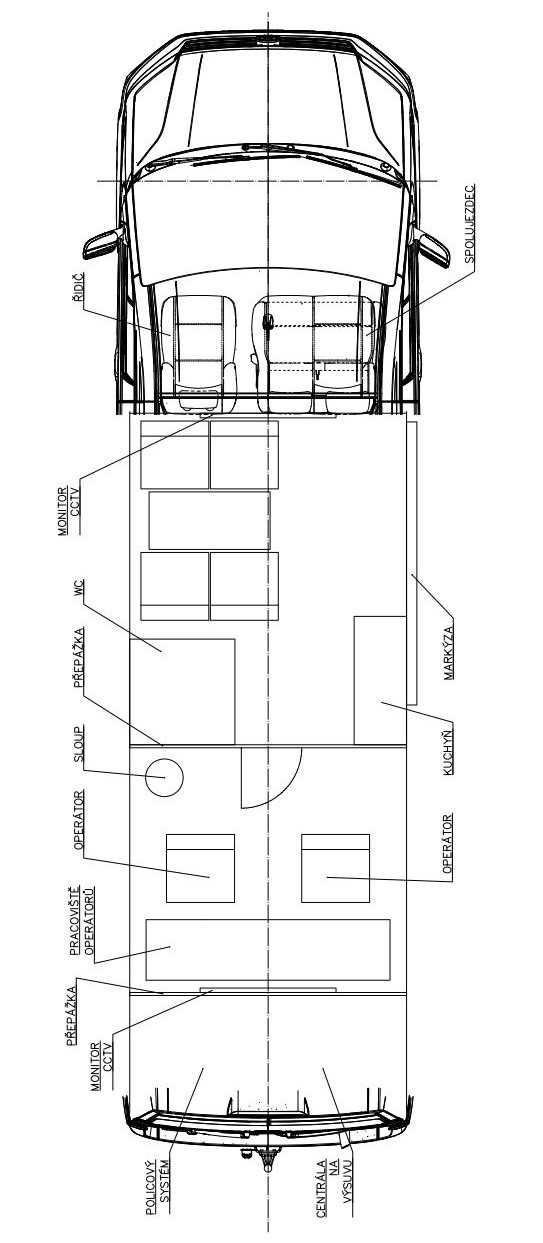 ŘIDIČ
SPOLUJEZDEC
MONITOR
CCTV
WC
PŘEPÁŽKA
MARKÝZA
SLOUP
KUCHYŇ
OPERÁTOR
OPERÁTOR
PRACOVIŠTĚ
OPERÁTORŮ
PŘEPÁŽKA
MONITOR
CCTV
POLICOVÝ
SYSTÉM
CENTRÁLA
NA
VÝSUVU